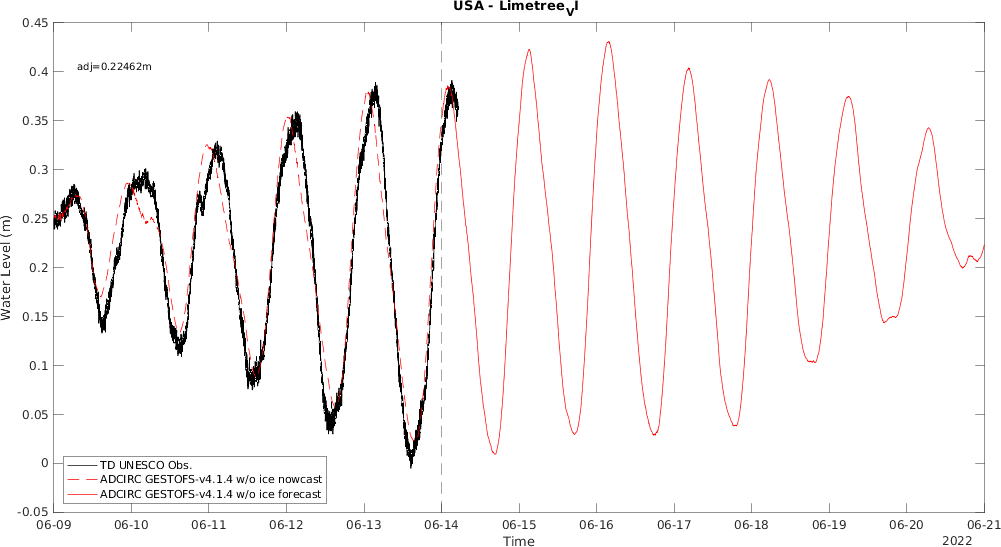 USA - Limetree_VI
adj=0.22462m
0.45
0.4
0.35
0.3
0.25
0.2
0.15
0.1
0.05
0
-0.05
Water Level (m)
TD UNESCO Obs.
ADCIRC GESTOFS-v4.1.4 w/o ice nowcast
ADCIRC GESTOFS-v4.1.4 w/o ice forecast
06-09 06-10 06-11 06-12 06-13 06-14 06-15 06-16 06-17 06-18 06-19 06-20 06-21
Time
2022